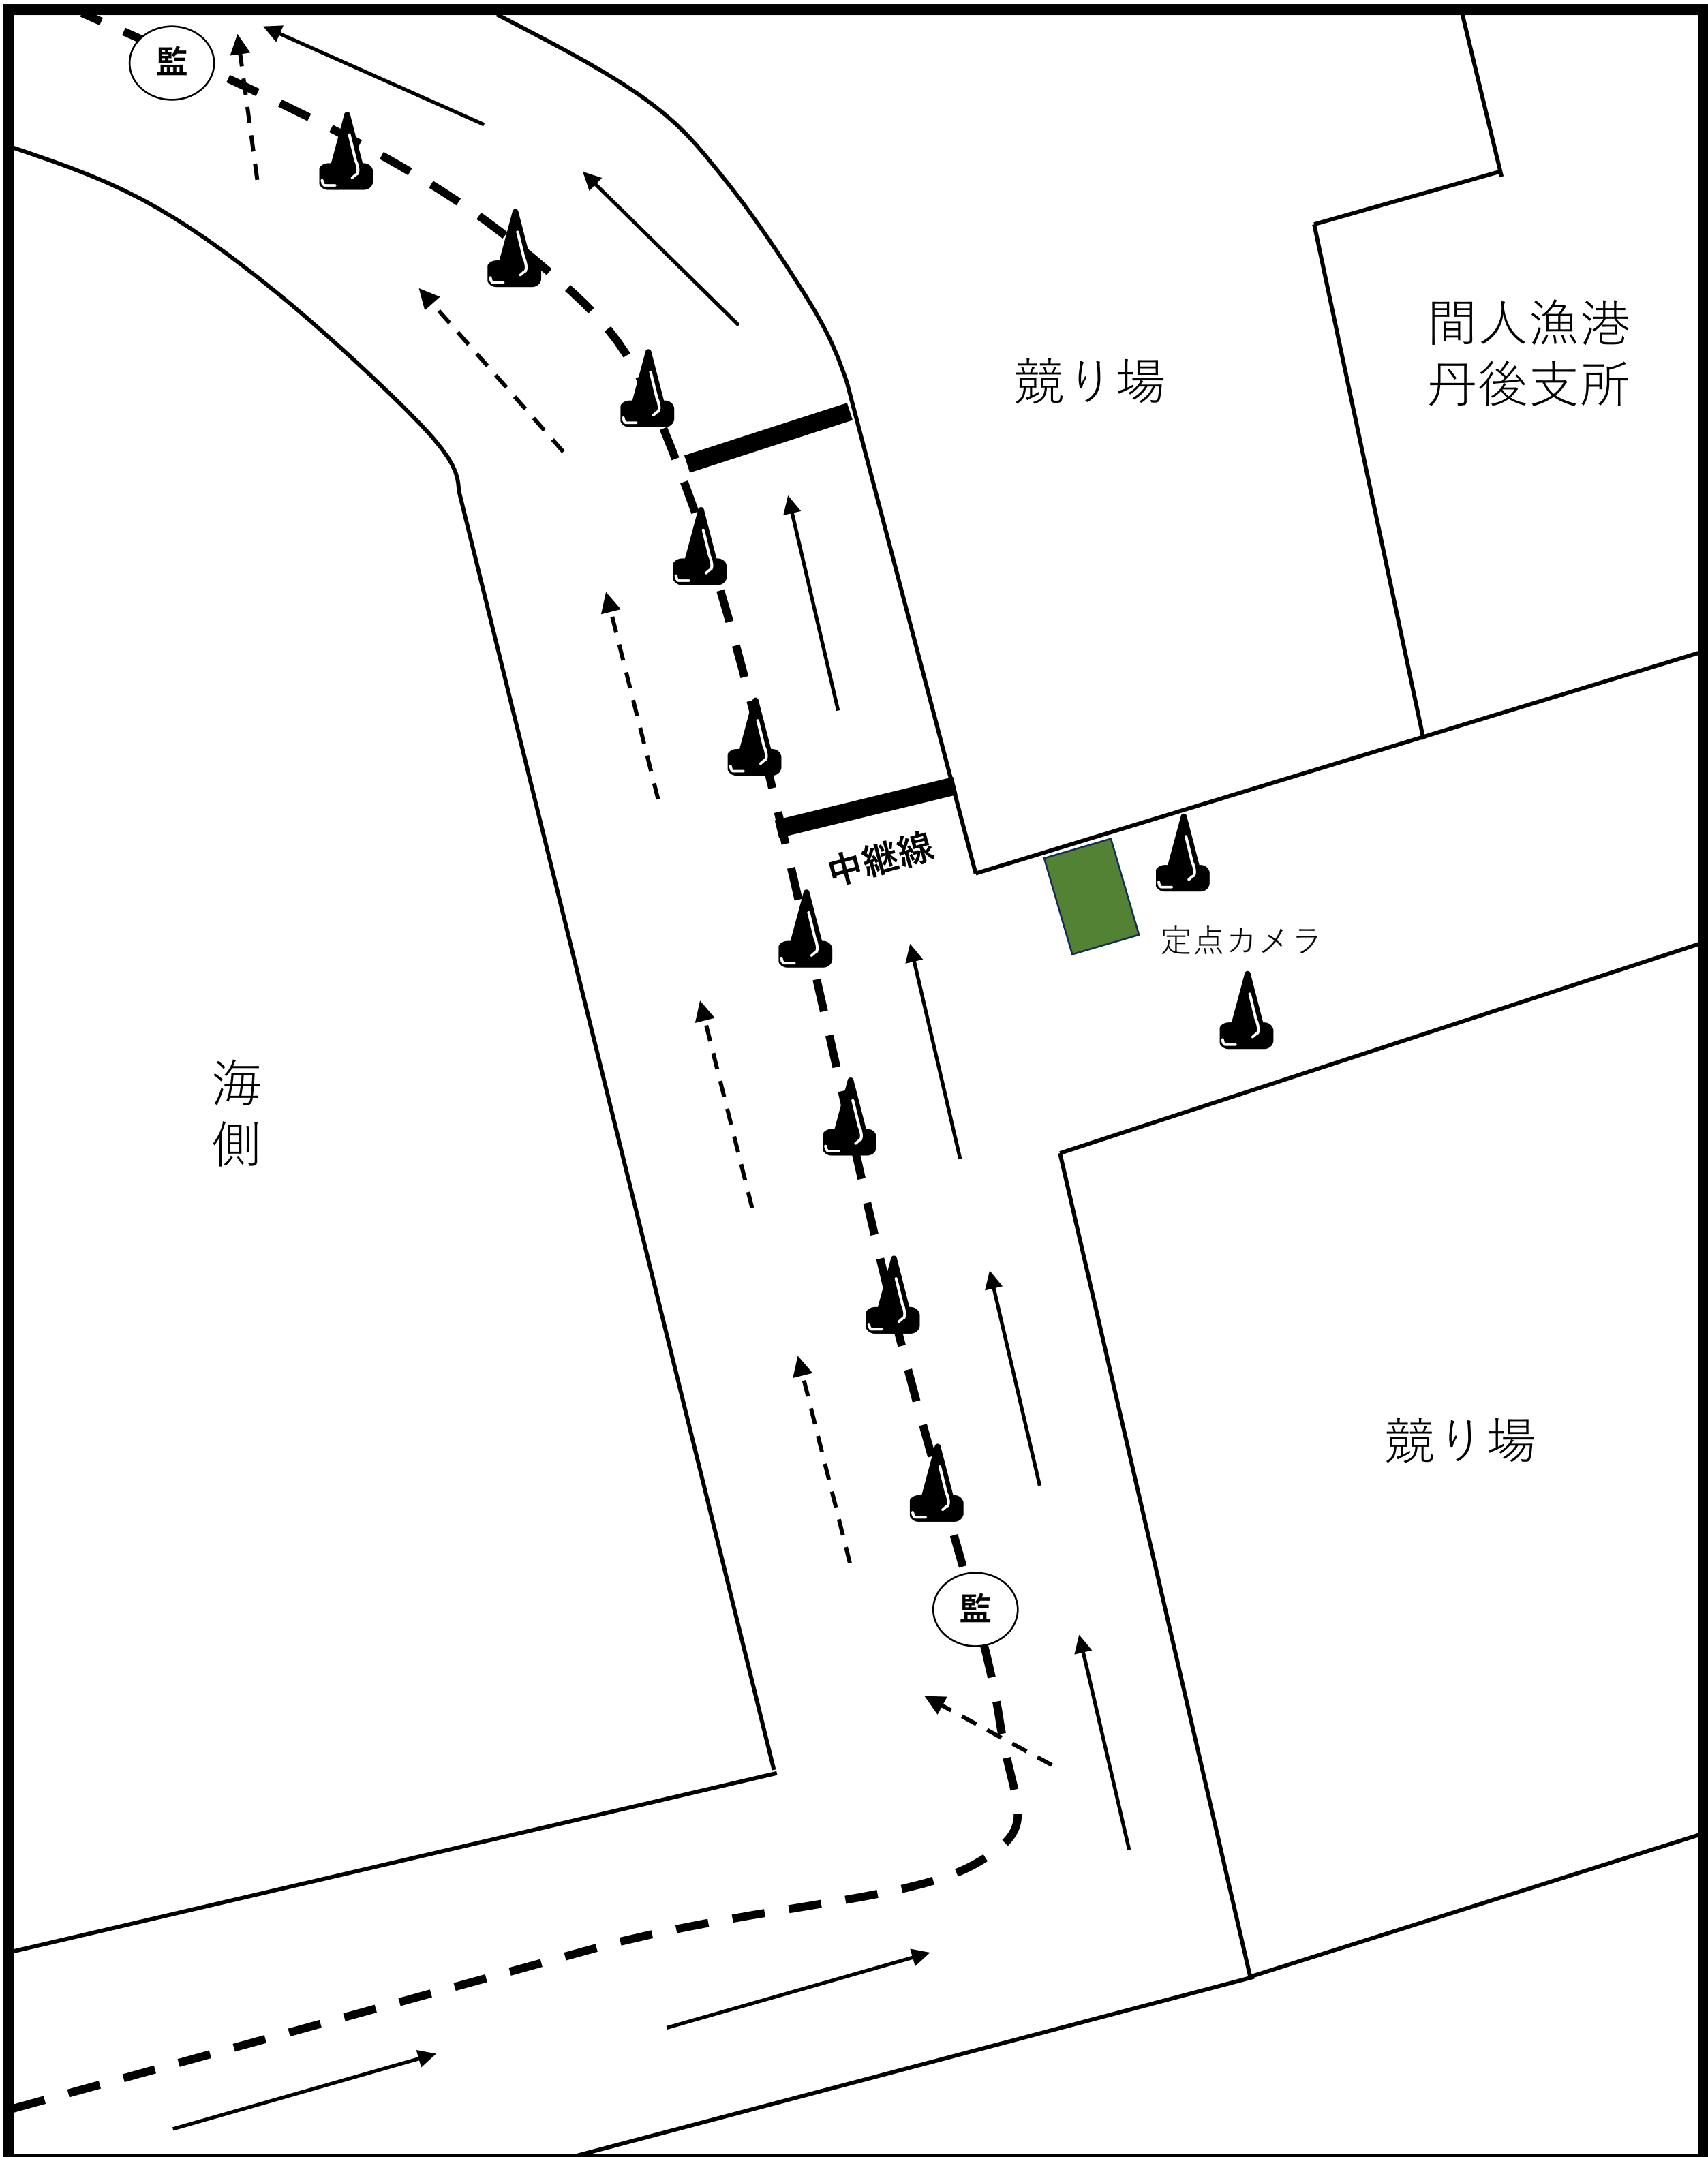 監
間人漁港
丹後支所
競り場
中継線
定点カメラ
海
側
競り場
監